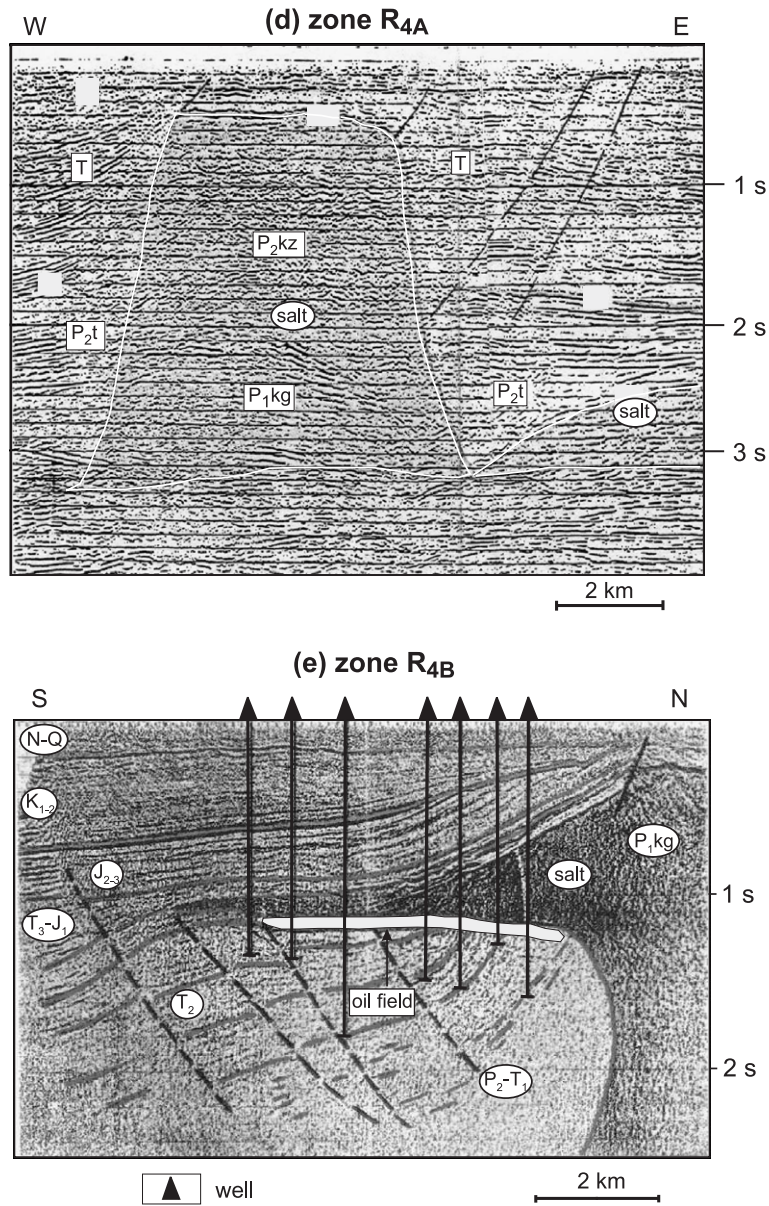 (d) zone R4A
W E
T T
1 s
P2kz
salt
P2t
2 s
P1kg P2t
salt
3 s
2 km
(e) zone R4B
S N
N-Q
K1-2
P1kg
J2-3 salt
1 s
T3-J1
T2 oil field
2 s
P2-T1
well 2 km